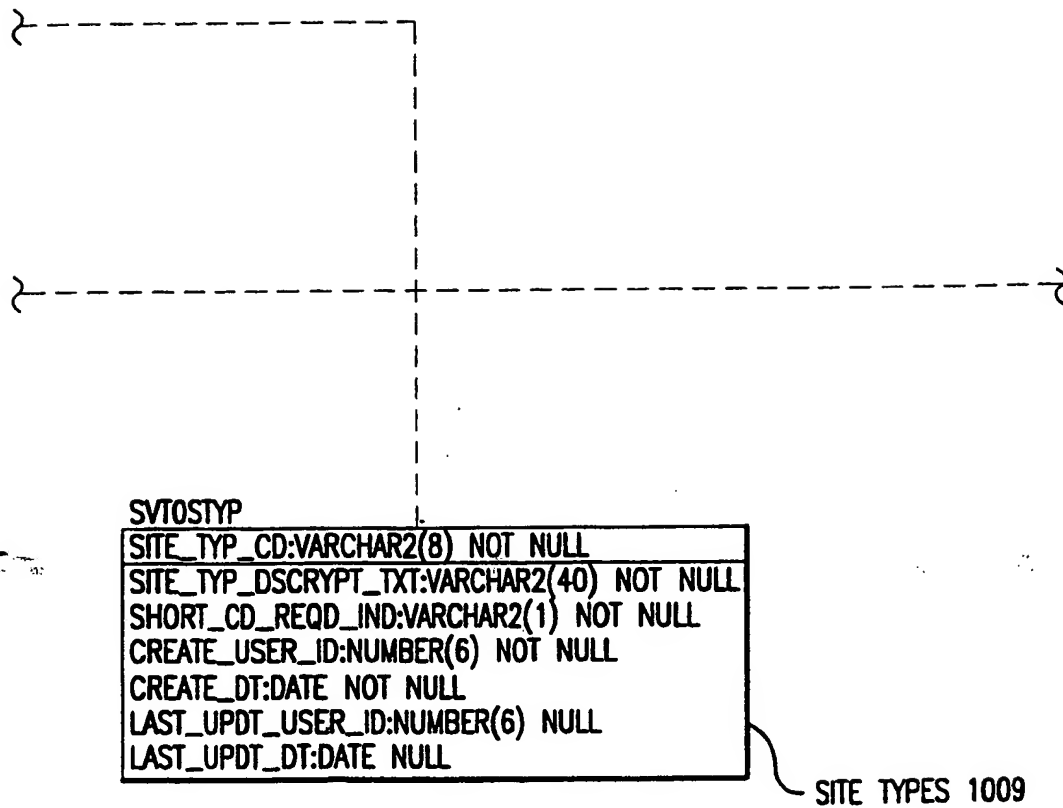 SVTOSTYP
SITE_TYP_CD:VARCHAR2(8) NOT NULL
SITE_TYP_DSCRYPT_TXT:VARCHAR2(40) NOT NULL
SHORT_CD_REQD_IND:VARCHAR2(1) NOT NULL
CREATE_USER_ID:NUMBER(6) NOT NULL
CREATE_DT:DATE NOT NULL
LAST_UPDT_USER_ID:NUMBER(6) NULL
LAST_UPDT_DT:DATE NULL
SITE TYPES 1009